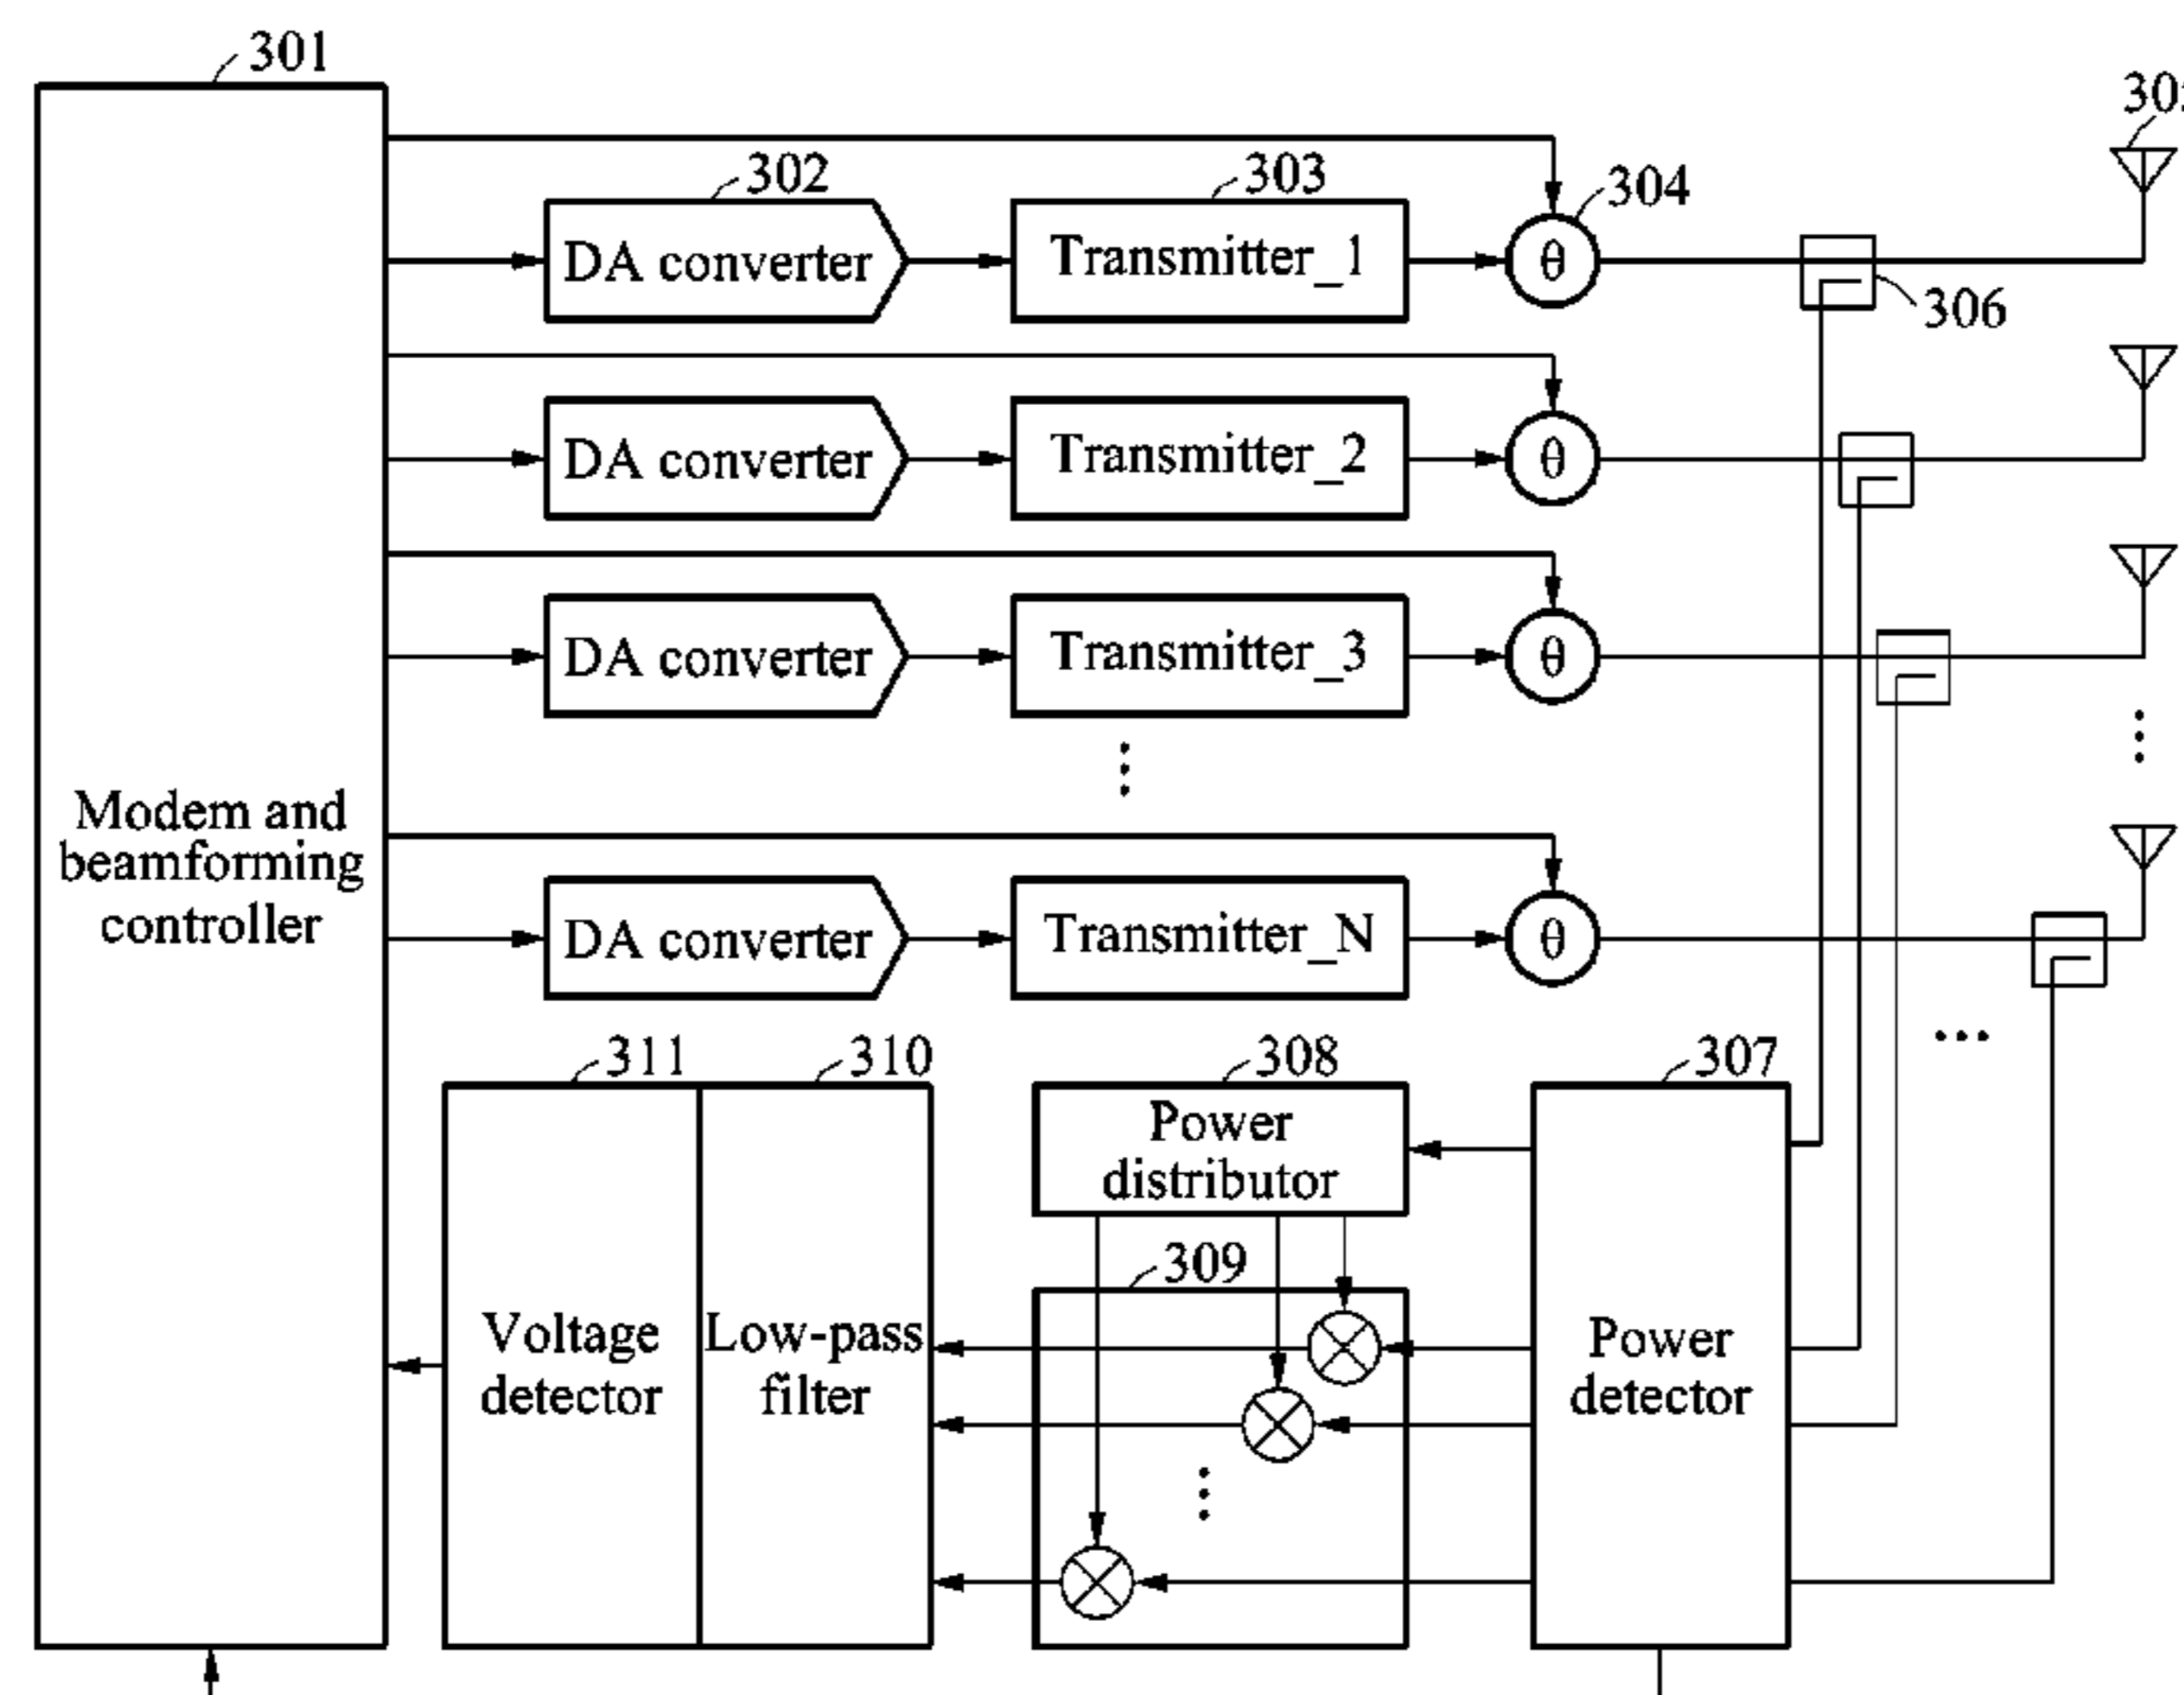 301
302
303
304
306
DA converter
Transmitter_1
θ
DA converter
Transmitter_2
θ
DA converter
Transmitter_3
θ
Modem and
beamforming
controller
DA converter
Transmitter_N
θ
311
310
308
307
Power
distributor
309
Voltage
detector
Low-pass
filter
Power
detector